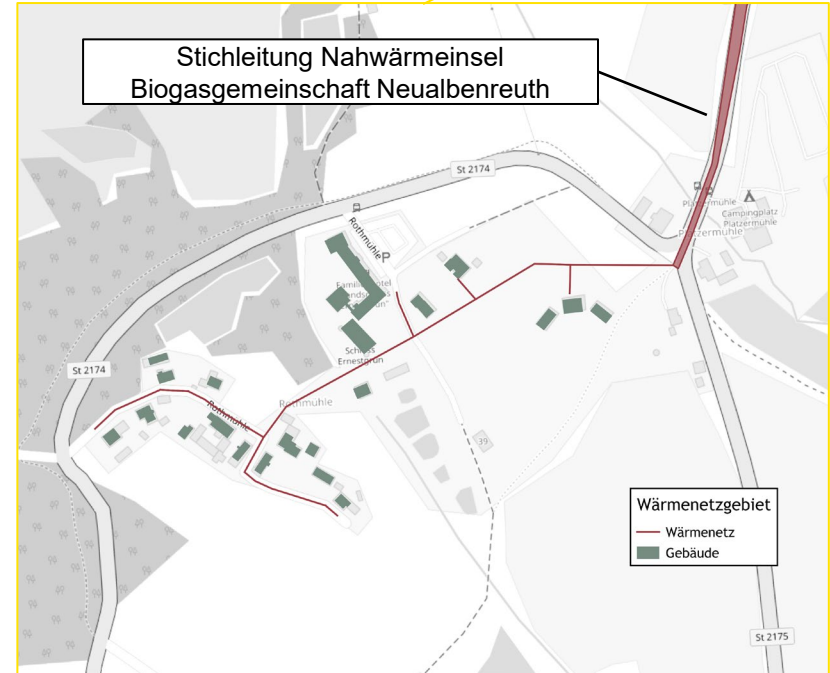 Stichleitung Nahwärmeinsel
Biogasgemeinschaft Neualbenreuth
St 2174
Platzermühle
Campingplatz
Platzermühle
Platzermühle
Rothmühle
P
Schloss
Ernestgrün
St 2174
Rothmühle
Rothmühle
39
Wärmenetzgebiet
Wärmenetz
Gebäude
St 2175